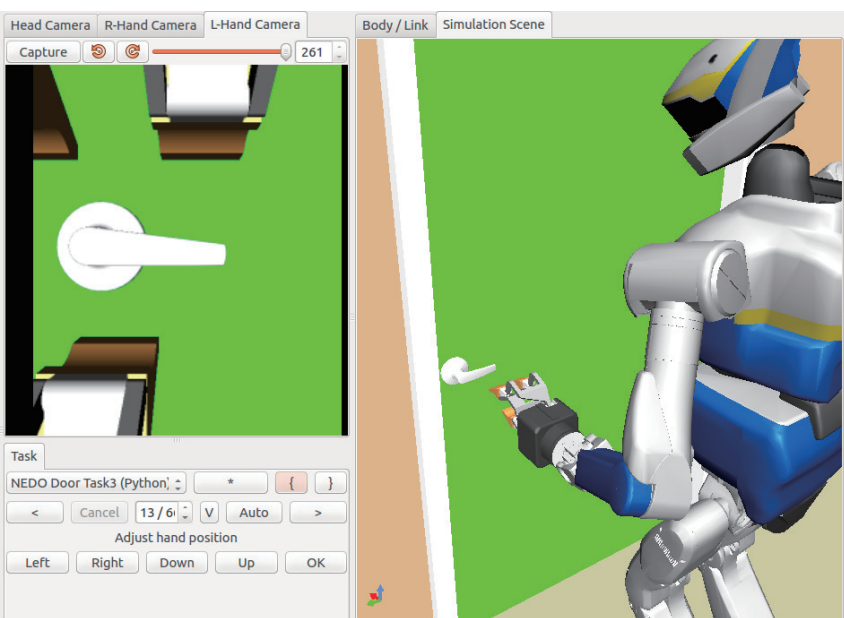 Head Camera R-Hand Camera L-Hand Camera
Capture 261
Body / Link Simulation Scene
Task
NEDO Door Task3 (Python) * { }
< Cancel 13 / 6 V Auto >
Adjust hand position
Left Right Down Up OK